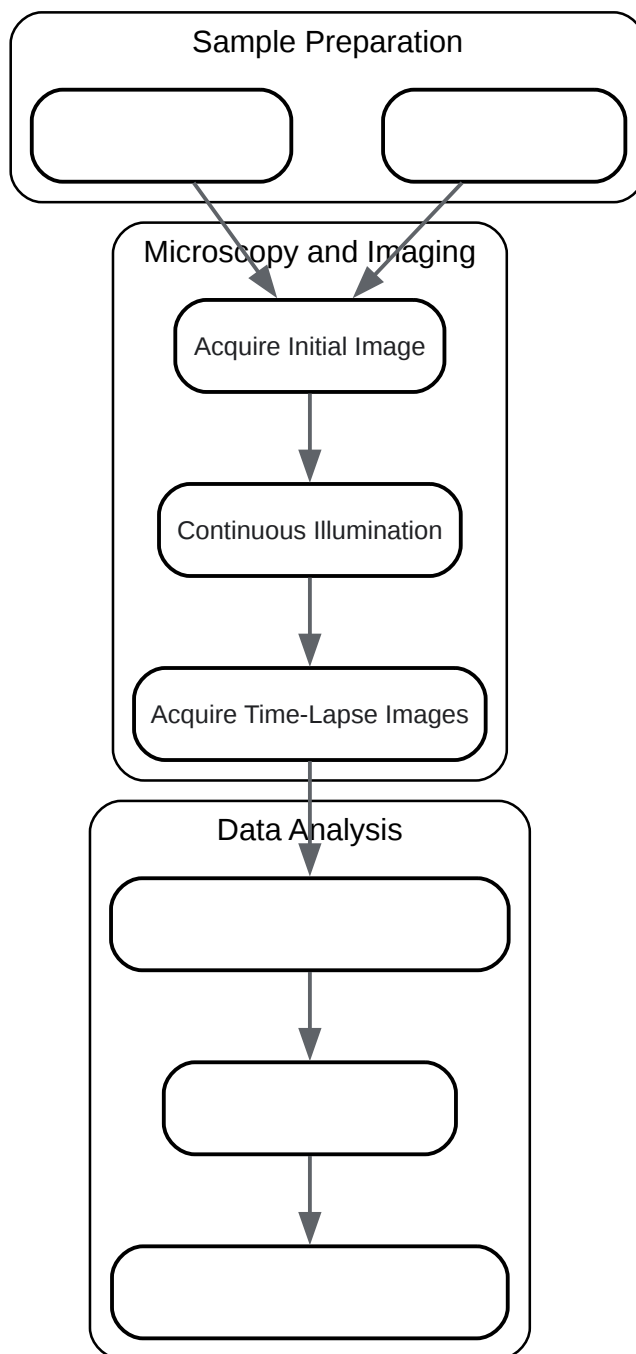 Sample Preparation
Microscopy and Imaging
Acquire Initial Image
Continuous Illumination
Acquire Time-Lapse Images
Data Analysis